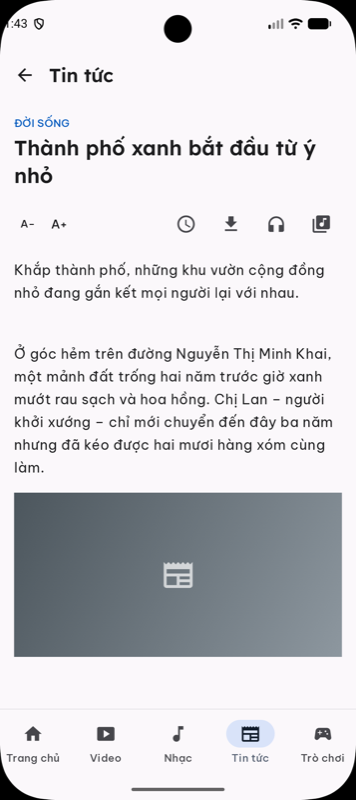 1:43
Tin tức
ĐỜI SỐNG
Thành phố xanh bắt đầu từ ý
nhỏ
A-
A+
Khắp thành phố, những khu vườn cộng đồng
nhỏ đang gắn kết mọi người lại với nhau.
Ở góc hẻm trên đường Nguyễn Thị Minh Khai,
một mảnh đất trống hai năm trước giờ xanh
mướt rau sạch và hoa hồng. Chị Lan – người
khởi xướng – chỉ mới chuyển đến đây ba năm
nhưng đã kéo được hai mươi hàng xóm cùng
làm.
Trang chủ
Video
Nhạc
Tin tức
Trò chơi